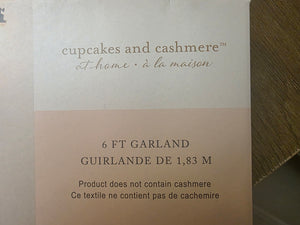 cupcakes and cashmere™
at home · à la maison
6 FT GARLAND
GUIRLANDE DE 1,83 M
Product does not contain cashmere
Ce textile ne contient pas de cachemire